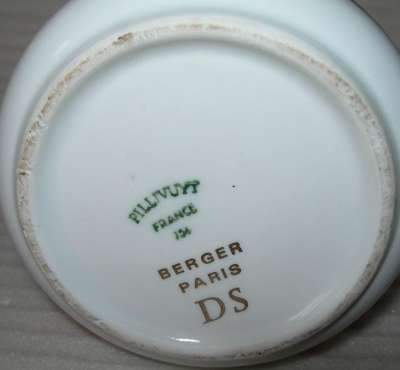 PILLIVUYT
FRANCE
BERGER
PARIS
DS